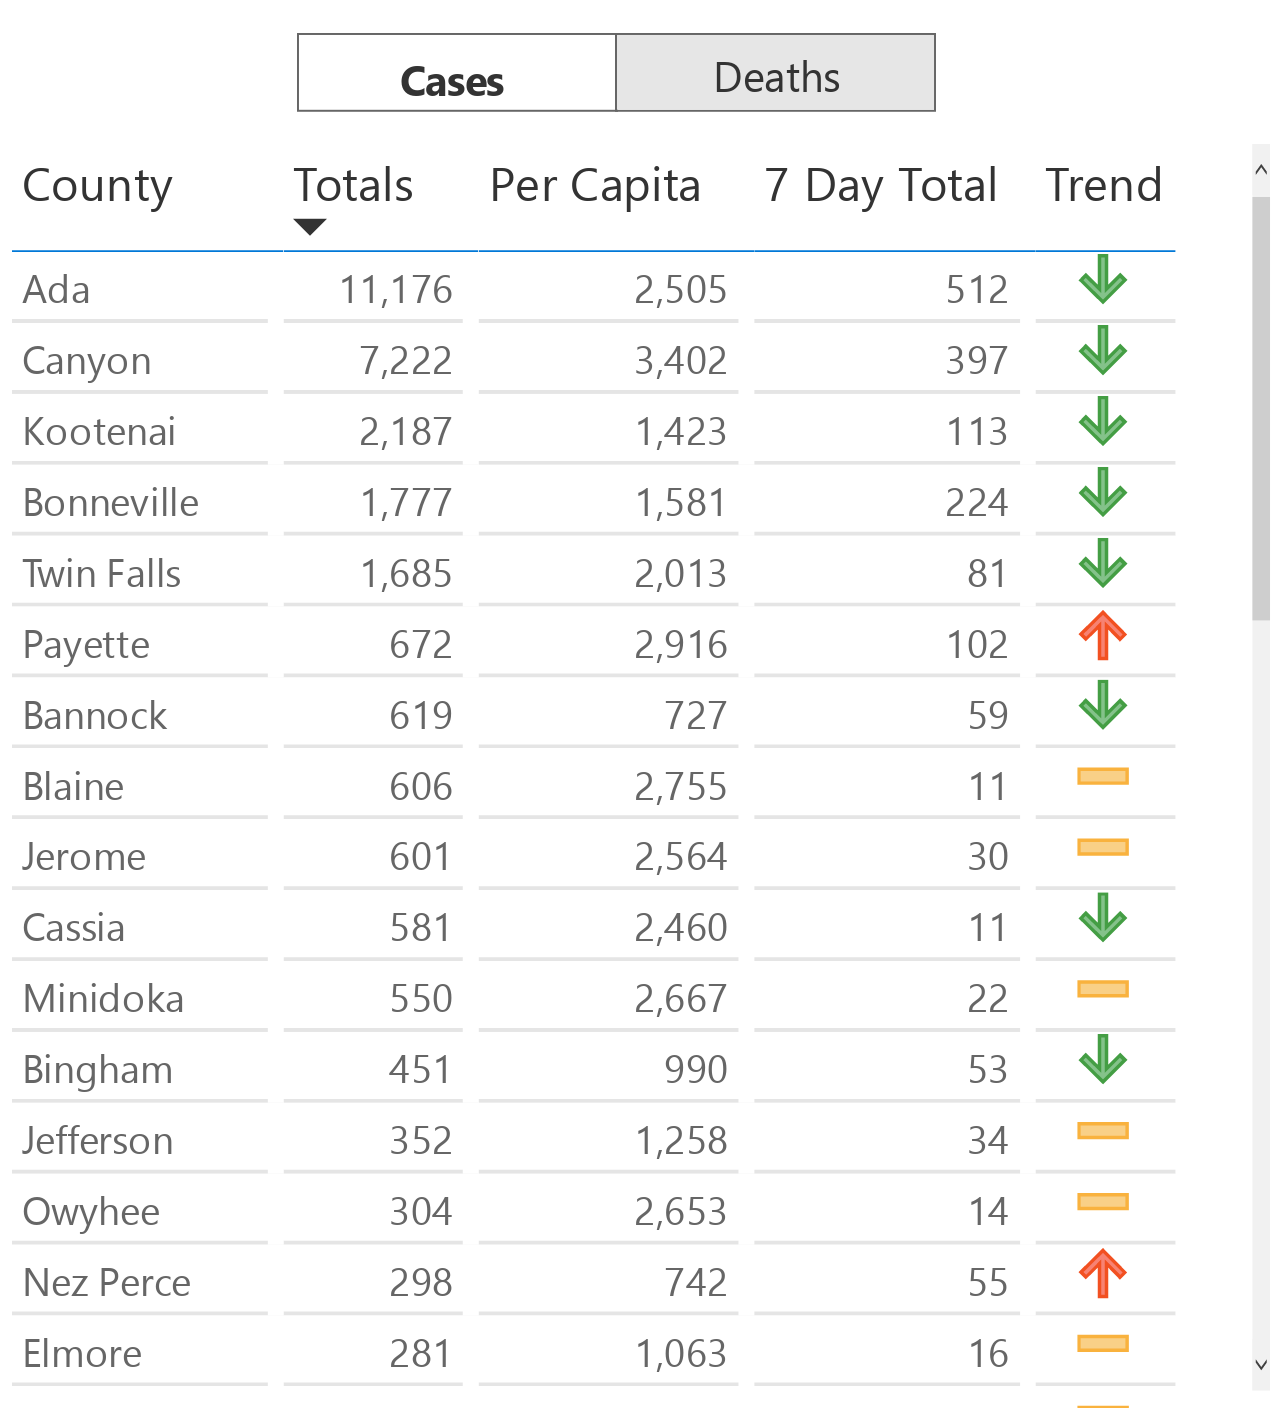 Cases Deaths
County Totals Per Capita 7 Day Total Trend
Ada 11,176 2,505 512
Canyon 7,222 3,402 397
Kootenai 2,187 1,423 113
Bonneville 1,777 1,581 224
Twin Falls 1,685 2,013 81
Payette 672 2,916 102
Bannock 619 727 59
Blaine 606 2,755 11
Jerome 601 2,564 30
Cassia 581 2,460 11
Minidoka 550 2,667 22
Bingham 451 990 53
Jefferson 352 1,258 34
Owyhee 304 2,653 14
Nez Perce 298 742 55
Elmore 281 1,063 16